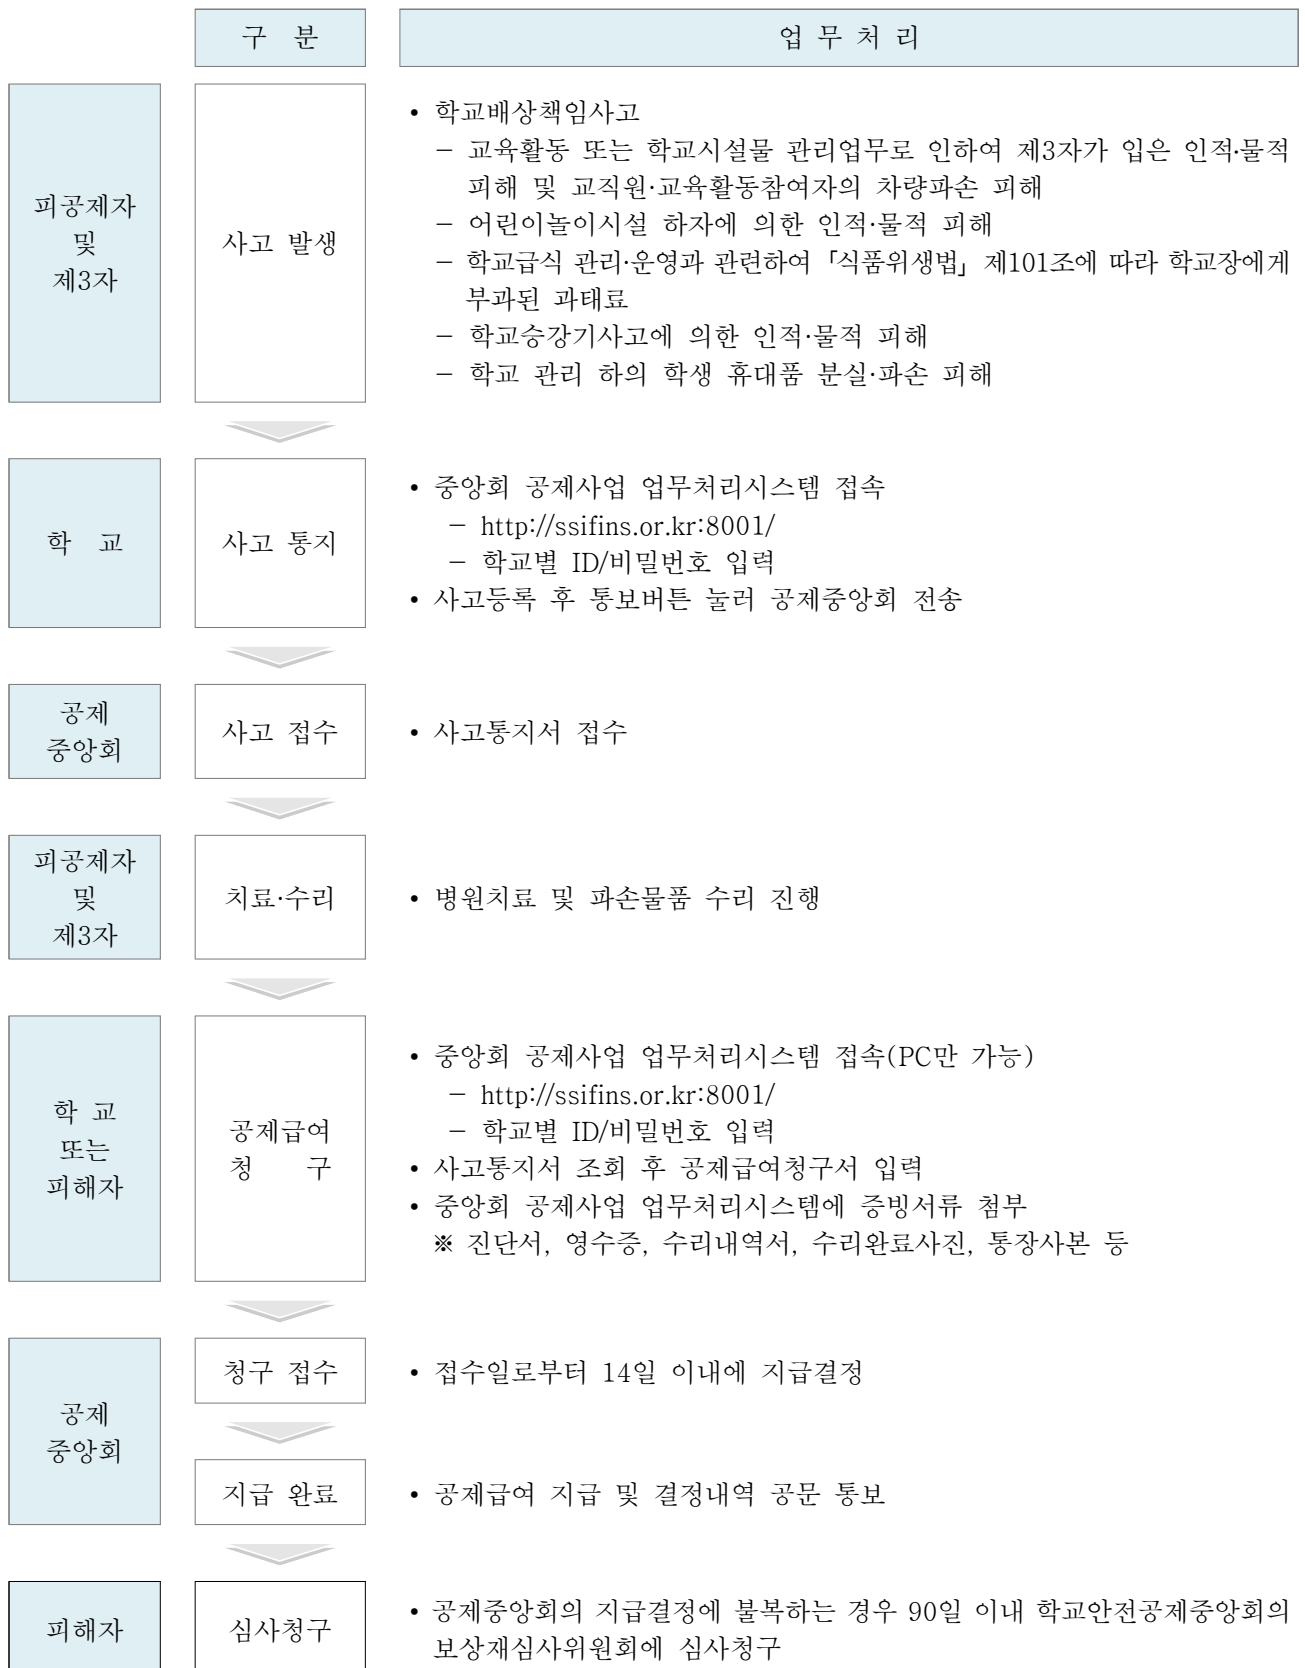 구 분
업 무 처 리
피공제자
및
제3자
사고 발생
• 학교배상책임사고
− 교육활동 또는 학교시설물 관리업무로 인하여 제3자가 입은 인적·물적
피해 및 교직원·교육활동참여자의 차량파손 피해
− 어린이놀이시설 하자에 의한 인적·물적 피해
− 학교급식 관리·운영과 관련하여 「식품위생법」 제101조에 따라 학교장에게
부과된 과태료
− 학교승강기사고에 의한 인적·물적 피해
− 학교 관리 하의 학생 휴대품 분실·파손 피해
학 교
사고 통지
• 중앙회 공제사업 업무처리시스템 접속
− http://ssifins.or.kr:8001/
− 학교별 ID/비밀번호 입력
• 사고등록 후 통보버튼 눌러 공제중앙회 전송
공제
중앙회
사고 접수
• 사고통지서 접수
피공제자
및
제3자
치료·수리
• 병원치료 및 파손물품 수리 진행
학 교
또는
피해자
공제급여
청 구
• 중앙회 공제사업 업무처리시스템 접속(PC만 가능)
− http://ssifins.or.kr:8001/
− 학교별 ID/비밀번호 입력
• 사고통지서 조회 후 공제급여청구서 입력
• 중앙회 공제사업 업무처리시스템에 증빙서류 첨부
※ 진단서, 영수증, 수리내역서, 수리완료사진, 통장사본 등
공제
중앙회
청구 접수
• 접수일로부터 14일 이내에 지급결정
지급 완료
• 공제급여 지급 및 결정내역 공문 통보
피해자
심사청구
• 공제중앙회의 지급결정에 불복하는 경우 90일 이내 학교안전공제중앙회의
보상재심사위원회에 심사청구